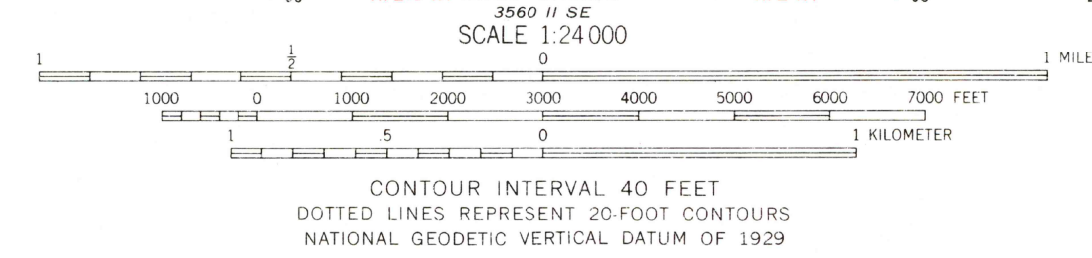 3560 II SE
SCALE 1:24 000
1 1/2 0 1 MILE
1000 0 1000 2000 3000 4000 5000 6000 7000 FEET
1 .5 0 1 KILOMETER
CONTOUR INTERVAL 40 FEET
DOTTED LINES REPRESENT 20-FOOT CONTOURS
NATIONAL GEODETIC VERTICAL DATUM OF 1929